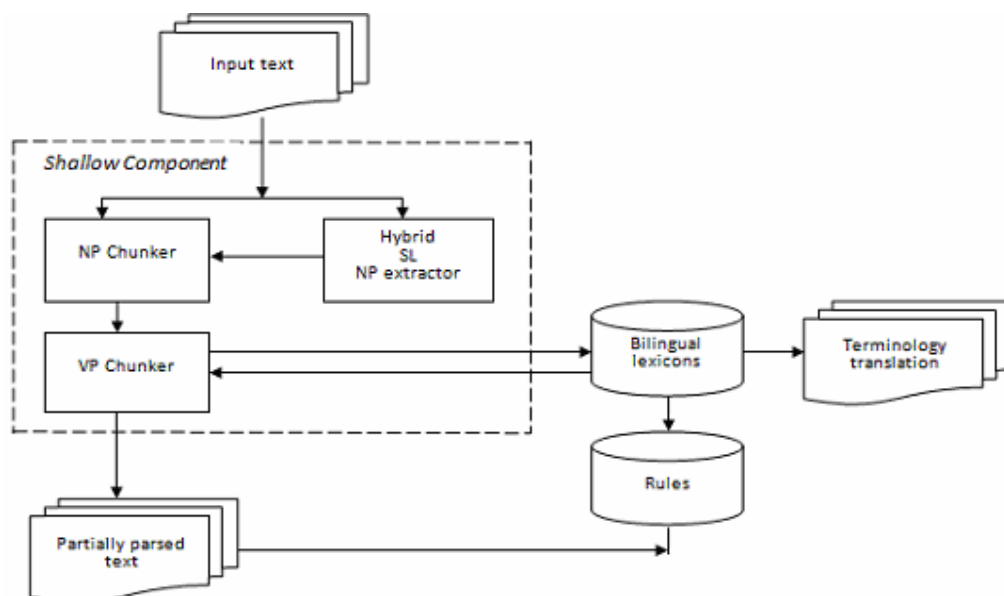 Input text
Shallow Component
NP Chunker
Hybrid
SL
NP extractor
VP Chunker
Bilingual
lexicons
Terminology
translation
Rules
Partially parsed
text